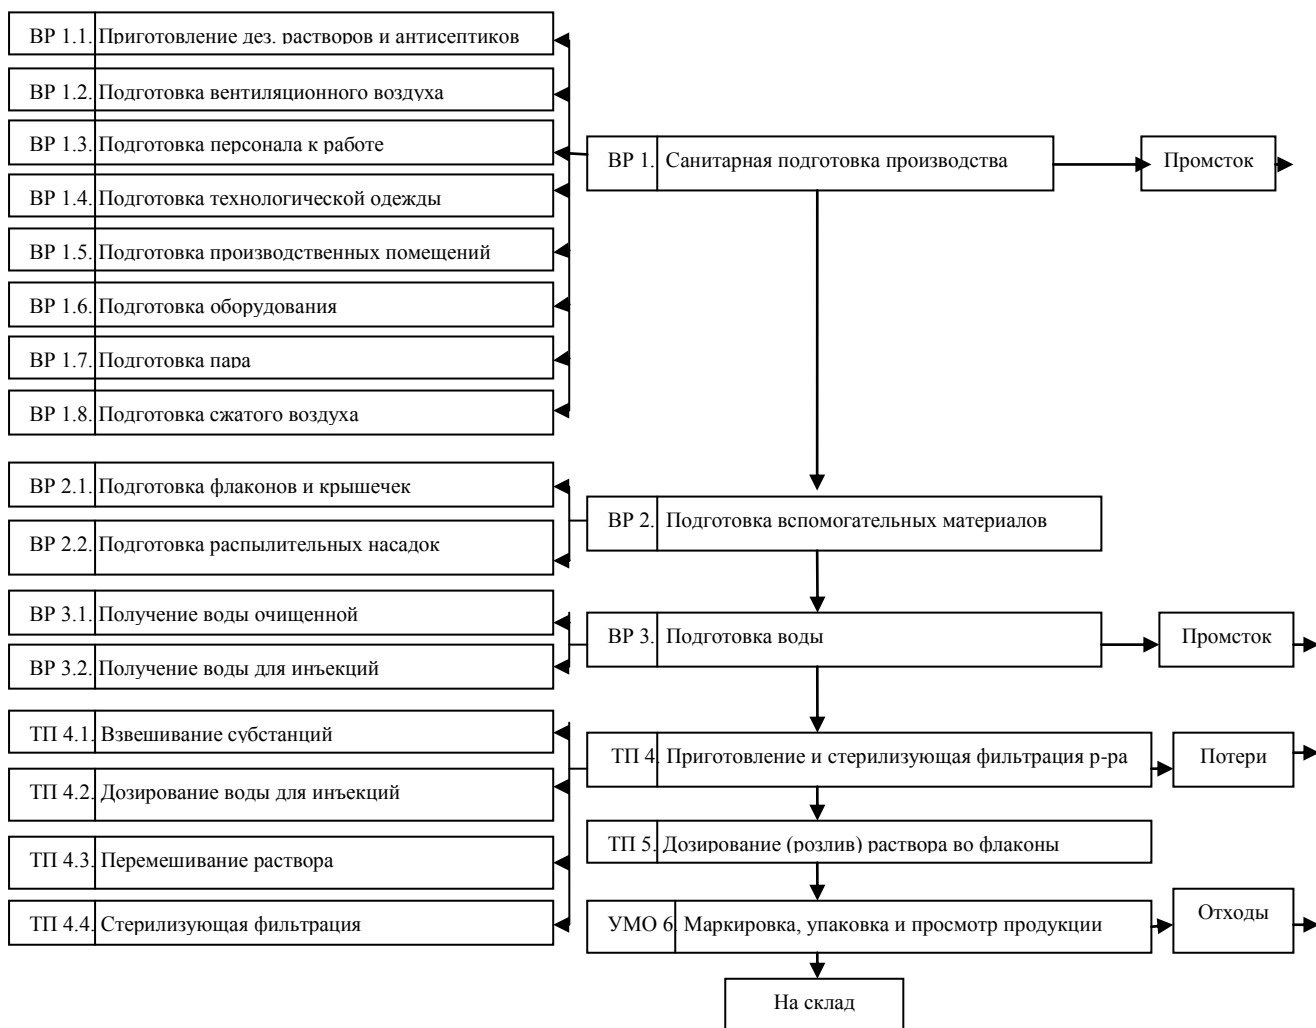 ВР 1.1. Приготовление дез. растворов и антисептиков
ВР 1.2. Подготовка вентиляционного воздуха
ВР 1.3. Подготовка персонала к работе
ВР 1. Санитарная подготовка производства
Промсток
ВР 1.4. Подготовка технологической одежды
ВР 1.5. Подготовка производственных помещений
ВР 1.6. Подготовка оборудования
ВР 1.7. Подготовка пара
ВР 1.8. Подготовка сжатого воздуха
ВР 2.1. Подготовка флаконов и крышечек
ВР 2. Подготовка вспомогательных материалов
ВР 2.2. Подготовка распылительных насадок
ВР 3.1. Получение воды очищенной
ВР 3. Подготовка воды
Промсток
ВР 3.2. Получение воды для инъекций
ТП 4.1. Взвешивание субстанций
ТП 4. Приготовление и стерилизующая фильтрация р-ра
Потери
ТП 4.2. Дозирование воды для инъекций
ТП 5. Дозирование (розлив) раствора во флаконы
ТП 4.3. Перемешивание раствора
ТП 4.4. Стерилизующая фильтрация
УМО 6. Маркировка, упаковка и просмотр продукции
Отходы
На склад